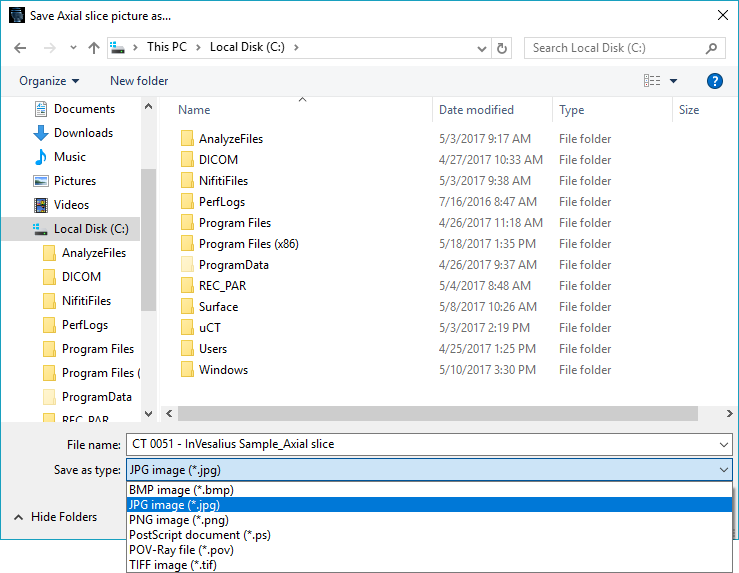 Save Axial slice picture as...
This PC > Local Disk (C:) >
Search Local Disk (C:)
Organize
New folder
Name Date modified Type Size
Documents
Downloads
Music
Pictures
Videos
Local Disk (C:)
AnalyzeFiles
DICOM
NifitiFiles
PerfLogs
Program Files
Program Files (
ProgramData
REC_PAR
AnalyzeFiles 5/3/2017 9:17 AM File folder
DICOM 4/27/2017 10:33 AM File folder
NifitiFiles 5/3/2017 9:38 AM File folder
PerfLogs 7/16/2016 8:47 AM File folder
Program Files 4/26/2017 11:18 AM File folder
Program Files (x86) 5/18/2017 1:35 PM File folder
ProgramData 4/26/2017 9:37 AM File folder
REC_PAR 5/4/2017 8:48 AM File folder
Surface 5/8/2017 10:26 AM File folder
uCT 5/3/2017 2:19 PM File folder
Users 4/25/2017 1:25 PM File folder
Windows 5/10/2017 3:30 PM File folder
File name: CT 0051 - InVesalius Sample_Axial slice
Save as type: JPG image (*.jpg)
BMP image (*.bmp)
JPG image (*.jpg)
PNG image (*.png)
PostScript document (*.ps)
POV-Ray file (*.pov)
TIFF image (*.tif)
Hide Folders